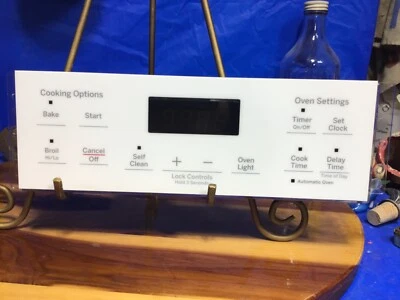 Cooking Options
Bake
Start
Broil
Hi/Lo
Cancel
Off
Self
Clean
+
−
Lock Controls
Hold 3 Seconds
Oven
Light
Oven Settings
Timer
On/Off
Set
Clock
Cook
Time
Delay
Time
Time of Day
Automatic Oven